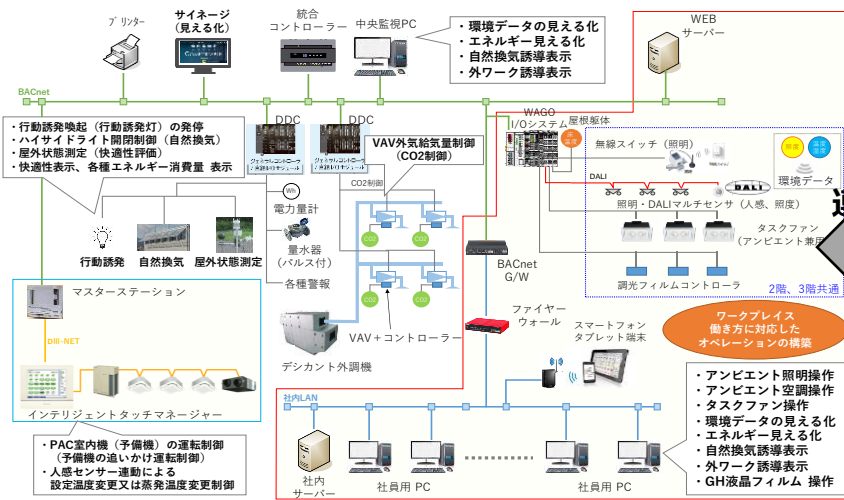 プリンター
サイネージ
(見える化)
統合
コントローラー
中央監視PC
・環境データの見える化
・エネルギー見える化
・自然換気誘導表示
・外ワーク誘導表示
WEB
サーバー
BACnet
・行動誘発喚起（行動誘発灯）の発停
・ハイサイドライト開閉制御（自然換気）
・屋外状態測定（快適性評価）
・快適性表示、各種エネルギー消費量 表示
DDC
DDC
VAV外気給気量制御
（CO2制御）
CO2制御
WAGO
I/Oシステム
屋根躯体
床
温度
無線スイッチ（照明）
照度
温度
湿度
環境データ
DALI
DALI
照明・DALIマルチセンサ（人感、照度）
タスクファン
(アンビエント兼用
調光フィルムコントローラ
2階、3階共通
Wh
電力量計
量水器
(パルス付)
各種警報
行動誘発
自然換気
屋外状態測定
CO2
CO2
CO2
CO2
VAV＋コントローラー
デシカント外調機
BACnet
G/W
ファイヤー
ウォール
スマートフォン
タブレット端末
ワークプレイス
働き方に対応した
オペレーションの構築
マスターステーション
DIII-NET
インテリジェントタッチマネージャー
・PAC室内機（予備機）の運転制御
（予備機の追いかけ運転制御）
・人感センサー連動による
設定温度変更又は蒸発温度変更制御
社内LAN
社内
サーバー
社員用 PC
社員用 PC
・アンビエント照明操作
・アンビエント空調操作
・タスクファン操作
・環境データの見える化
・エネルギー見える化
・自然換気誘導表示
・外ワーク誘導表示
・GH液晶フィルム 操作